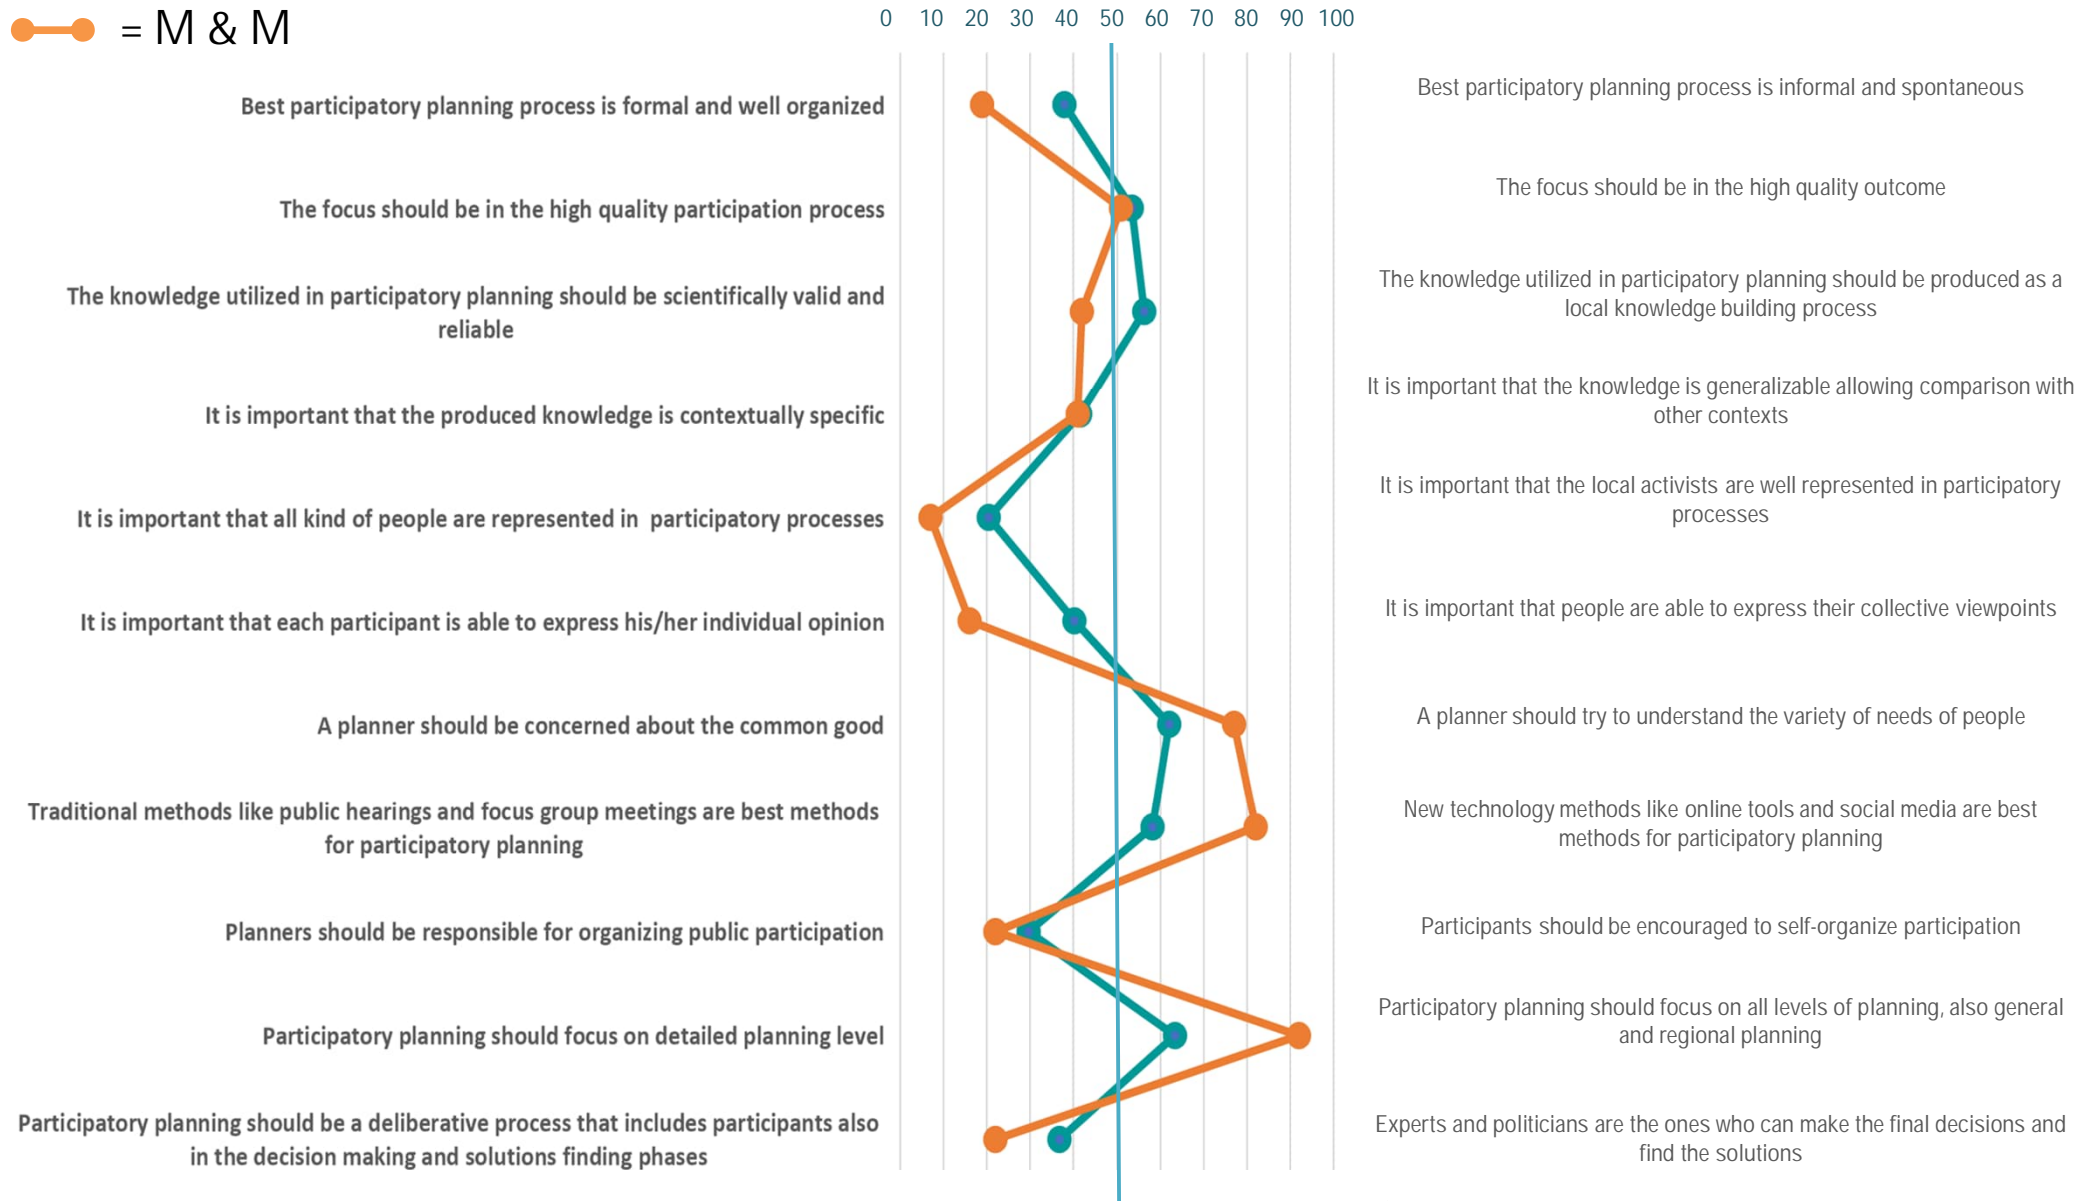 = M & M
0 10 20 30 40 50 60 70 80 90 100
Best participatory planning process is formal and well organized
Best participatory planning process is informal and spontaneous
The focus should be in the high quality participation process
The focus should be in the high quality outcome
The knowledge utilized in participatory planning should be scientifically valid and
reliable
The knowledge utilized in participatory planning should be produced as a
local knowledge building process
It is important that the produced knowledge is contextually specific
It is important that the knowledge is generalizable allowing comparison with
other contexts
It is important that all kind of people are represented in participatory processes
It is important that the local activists are well represented in participatory
processes
It is important that each participant is able to express his/her individual opinion
It is important that people are able to express their collective viewpoints
A planner should be concerned about the common good
A planner should try to understand the variety of needs of people
Traditional methods like public hearings and focus group meetings are best methods
for participatory planning
New technology methods like online tools and social media are best
methods for participatory planning
Planners should be responsible for organizing public participation
Participants should be encouraged to self-organize participation
Participatory planning should focus on detailed planning level
Participatory planning should focus on all levels of planning, also general
and regional planning
Participatory planning should be a deliberative process that includes participants also
in the decision making and solutions finding phases
Experts and politicians are the ones who can make the final decisions and
find the solutions